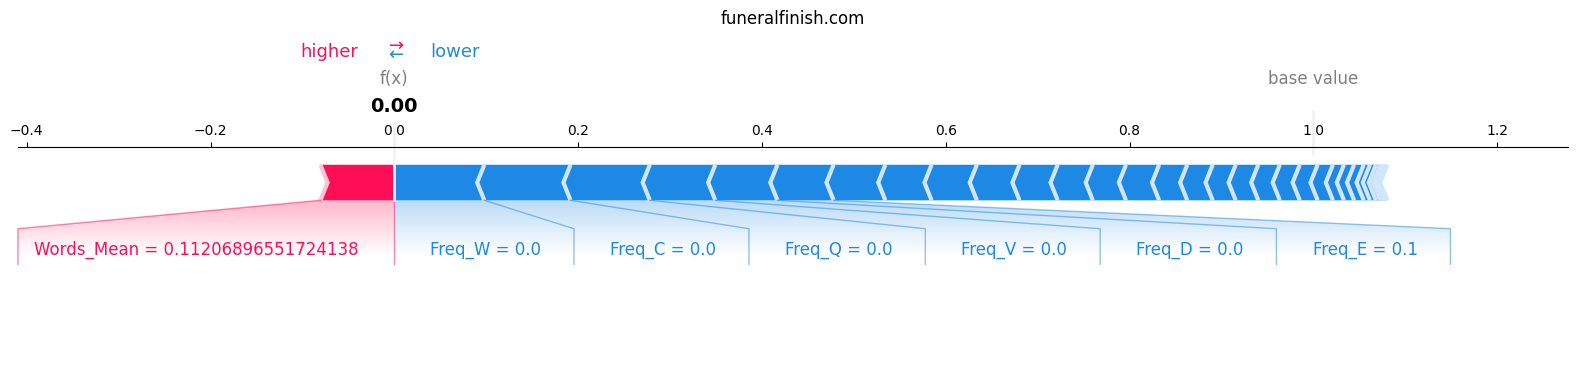 funeralfinish.com
higher → ← lower
f(x) base value
0.00
−0.4 −0.2 0.0 0.2 0.4 0.6 0.8 1.0 1.2
Words_Mean = 0.11206896551724138 Freq_W = 0.0 Freq_C = 0.0 Freq_Q = 0.0 Freq_V = 0.0 Freq_D = 0.0 Freq_E = 0.1